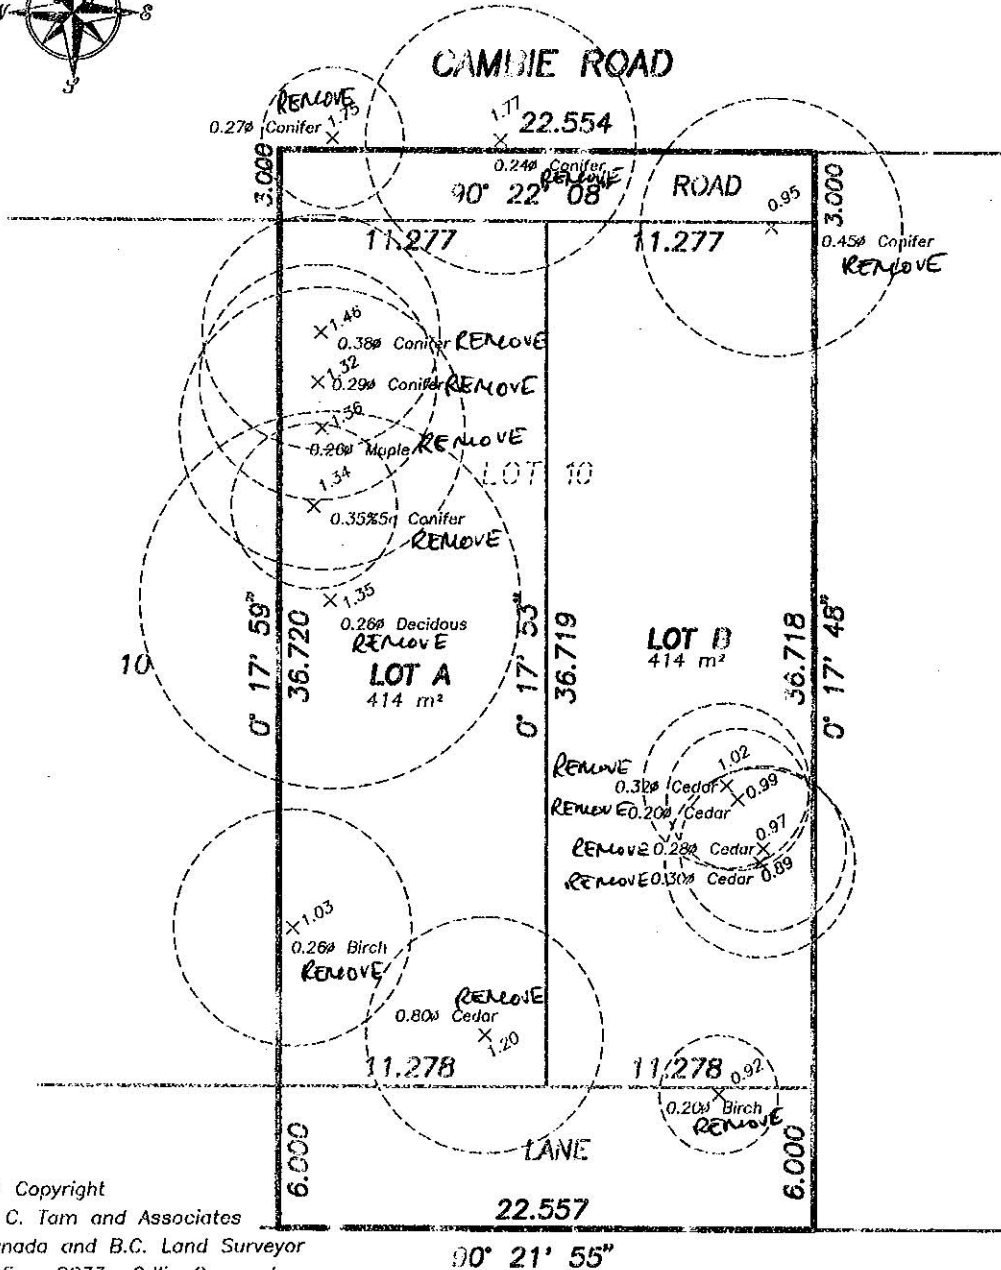 W E
S
CAMBIE ROAD
REMOVE
1.75
0.27ø Conifer
1.77
22.554
0.24ø Conifer
REMOVE
90° 22' 08"
ROAD
3.000
3.000
0.95
0.45ø Conifer
REMOVE
11.277
11.277
1.46
0.38ø Conifer REMOVE
1.32
0.29ø Conifer REMOVE
1.36
0.26ø Maple REMOVE
LOT 10
1.34
0.35%5q Conifer
REMOVE
1.35
0.26ø Decidous
REMOVE
10
0° 17' 59"
36.720
LOT A
414 m²
0° 17' 53"
36.719
LOT B
414 m²
36.718
0° 17' 48"
REMOVE
1.02
0.32ø Cedar
0.99
REMOVE 0.20ø Cedar
0.97
REMOVE 0.28ø Cedar
REMOVE 0.30ø Cedar 0.89
1.03
0.26ø Birch
REMOVE
REMOVE
0.80ø Cedar
1.20
11.278
11.278
0.92
0.20ø Birch
REMOVE
6.000
LANE
6.000
22.557
90° 21' 55"
Copyright
C. Tam and Associates
nada and B.C. Land Surveyor